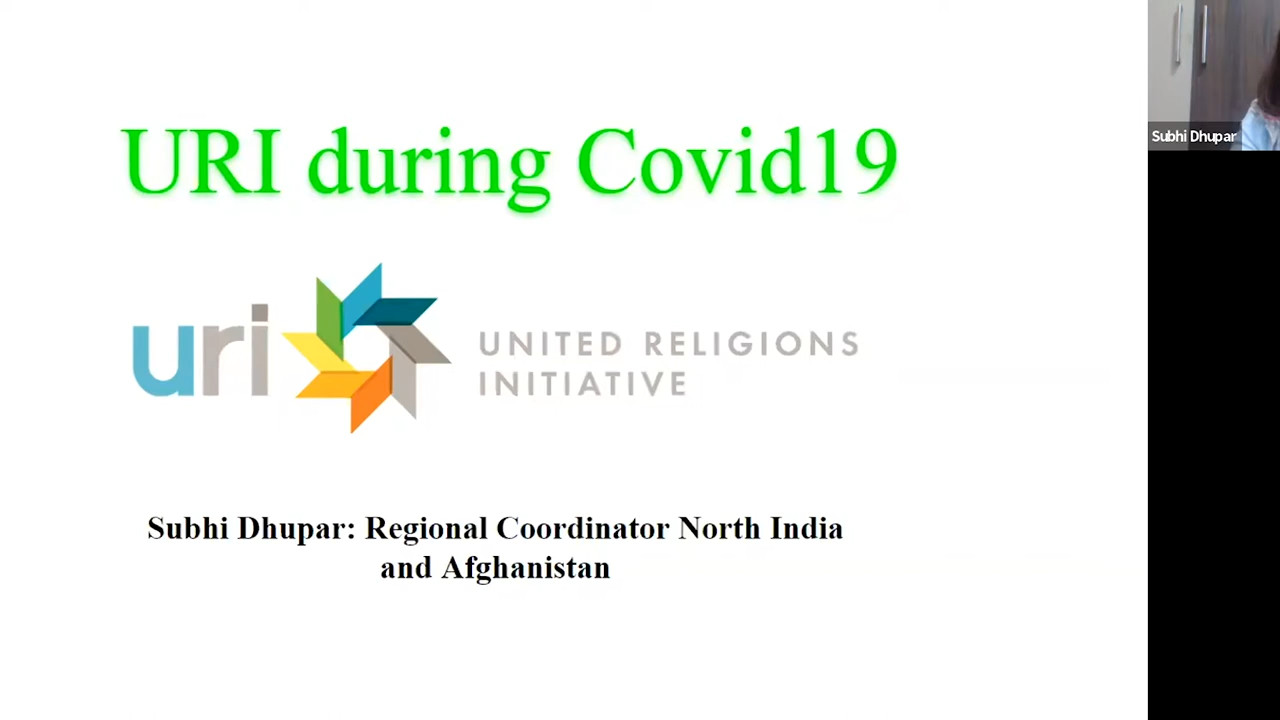 URI during Covid19
uri
UNITED RELIGIONS
INITIATIVE
Subhi Dhupar: Regional Coordinator North India
and Afghanistan
Subhi Dhupar